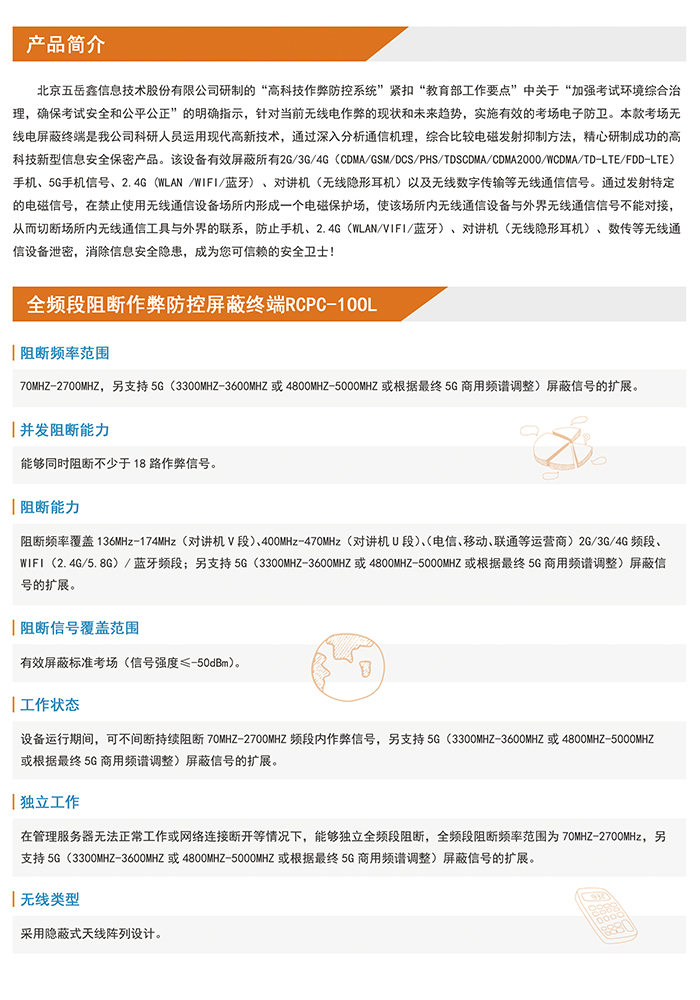 产品简介
北京五岳鑫信息技术股份有限公司研制的“高科技作弊防控系统”紧扣“教育部工作要点”中关于“加强考试环境综合治
理，确保考试安全和公平公正”的明确指示，针对当前无线电作弊的现状和未来趋势，实施有效的考场电子防卫。本款考场无
线电屏蔽终端是我公司科研人员运用现代高新技术，通过深入分析通信机理，综合比较电磁发射抑制方法，精心研制成功的高
科技新型信息安全保密产品。该设备有效屏蔽所有2G/3G/4G（CDMA/GSM/DCS/PHS/TDSCDMA/CDMA2000/WCDMA/TD-LTE/FDD-LTE）
手机、5G手机信号、2.4G（WLAN /WIFI/蓝牙）、对讲机（无线隐形耳机）以及无线数字传输等无线通信信号。通过发射特定
的电磁信号，在禁止使用无线通信设备场所内形成一个电磁保护场，使该场所内无线通信设备与外界无线通信信号不能对接，
从而切断场所内无线通信工具与外界的联系，防止手机、2.4G（WLAN/VIFI/蓝牙）、对讲机（无线隐形耳机）、数传等无线通
信设备泄密，消除信息安全隐患，成为您可信赖的安全卫士！
全频段阻断作弊防控屏蔽终端RCPC-100L
阻断频率范围
70MHZ-2700MHZ，另支持 5G（3300MHZ-3600MHZ 或 4800MHZ-5000MHZ 或根据最终 5G 商用频谱调整）屏蔽信号的扩展。
并发阻断能力
能够同时阻断不少于 18 路作弊信号。
阻断能力
阻断频率覆盖 136MHz-174MHz（对讲机 V 段）、400MHz-470MHz（对讲机 U 段）、（电信、移动、联通等运营商）2G/3G/4G 频段、
WIFI（2.4G/5.8G）/ 蓝牙频段；另支持 5G（3300MHZ-3600MHZ 或 4800MHZ-5000MHZ 或根据最终 5G 商用频谱调整）屏蔽信
号的扩展。
阻断信号覆盖范围
有效屏蔽标准考场（信号强度≤-50dBm）。
工作状态
设备运行期间，可不间断持续阻断 70MHZ-2700MHZ 频段内作弊信号，另支持 5G（3300MHZ-3600MHZ 或 4800MHZ-5000MHZ
或根据最终 5G 商用频谱调整）屏蔽信号的扩展。
独立工作
在管理服务器无法正常工作或网络连接断开等情况下，能够独立全频段阻断，全频段阻断频率范围为 70MHZ-2700MHz，另
支持 5G（3300MHZ-3600MHZ 或 4800MHZ-5000MHZ 或根据最终 5G 商用频谱调整）屏蔽信号的扩展。
无线类型
采用隐蔽式天线阵列设计。